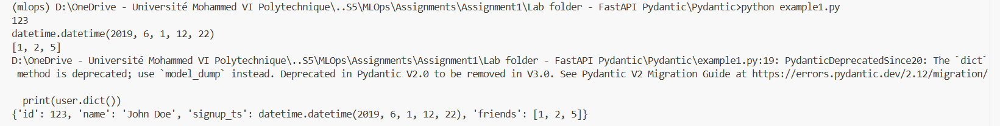 (mlops) D:\OneDrive - Université Mohammed VI Polytechnique\..S5\MLOps\Assignments\Assignment1\Lab folder - FastAPI Pydantic\Pydantic>python example1.py
123
datetime.datetime(2019, 6, 1, 12, 22)
[1, 2, 5]
D:\OneDrive - Université Mohammed VI Polytechnique\..S5\MLOps\Assignments\Assignment1\Lab folder - FastAPI Pydantic\Pydantic\example1.py:19: PydanticDeprecatedSince20: The `dict`
method is deprecated; use `model_dump` instead. Deprecated in Pydantic V2.0 to be removed in V3.0. See Pydantic V2 Migration Guide at https://errors.pydantic.dev/2.12/migration/
print(user.dict())
{'id': 123, 'name': 'John Doe', 'signup_ts': datetime.datetime(2019, 6, 1, 12, 22), 'friends': [1, 2, 5]}